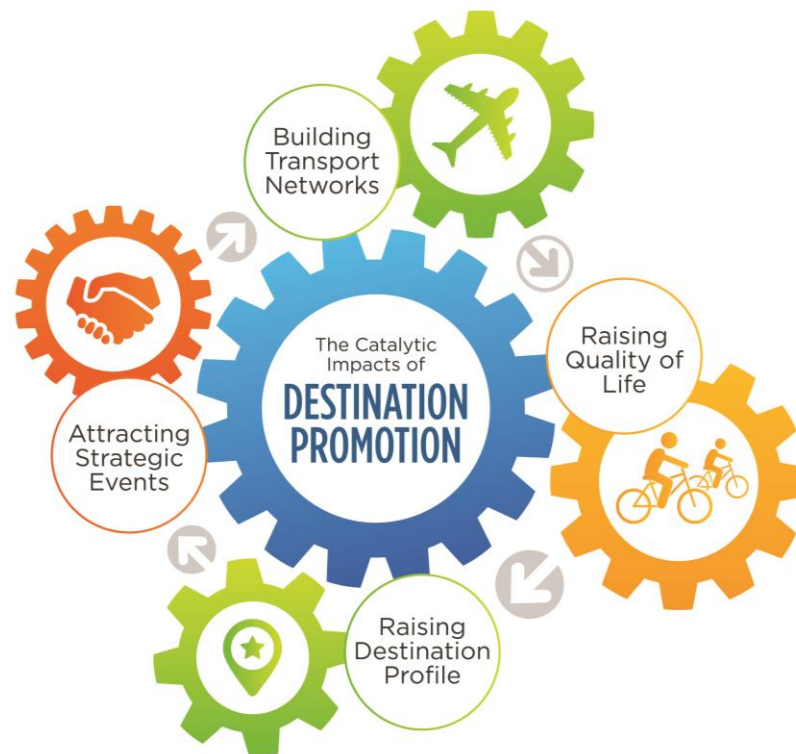 Building
Transport
Networks
The Catalytic
Impacts of
DESTINATION
PROMOTION
Raising
Quality of
Life
Attracting
Strategic
Events
Raising
Destination
Profile